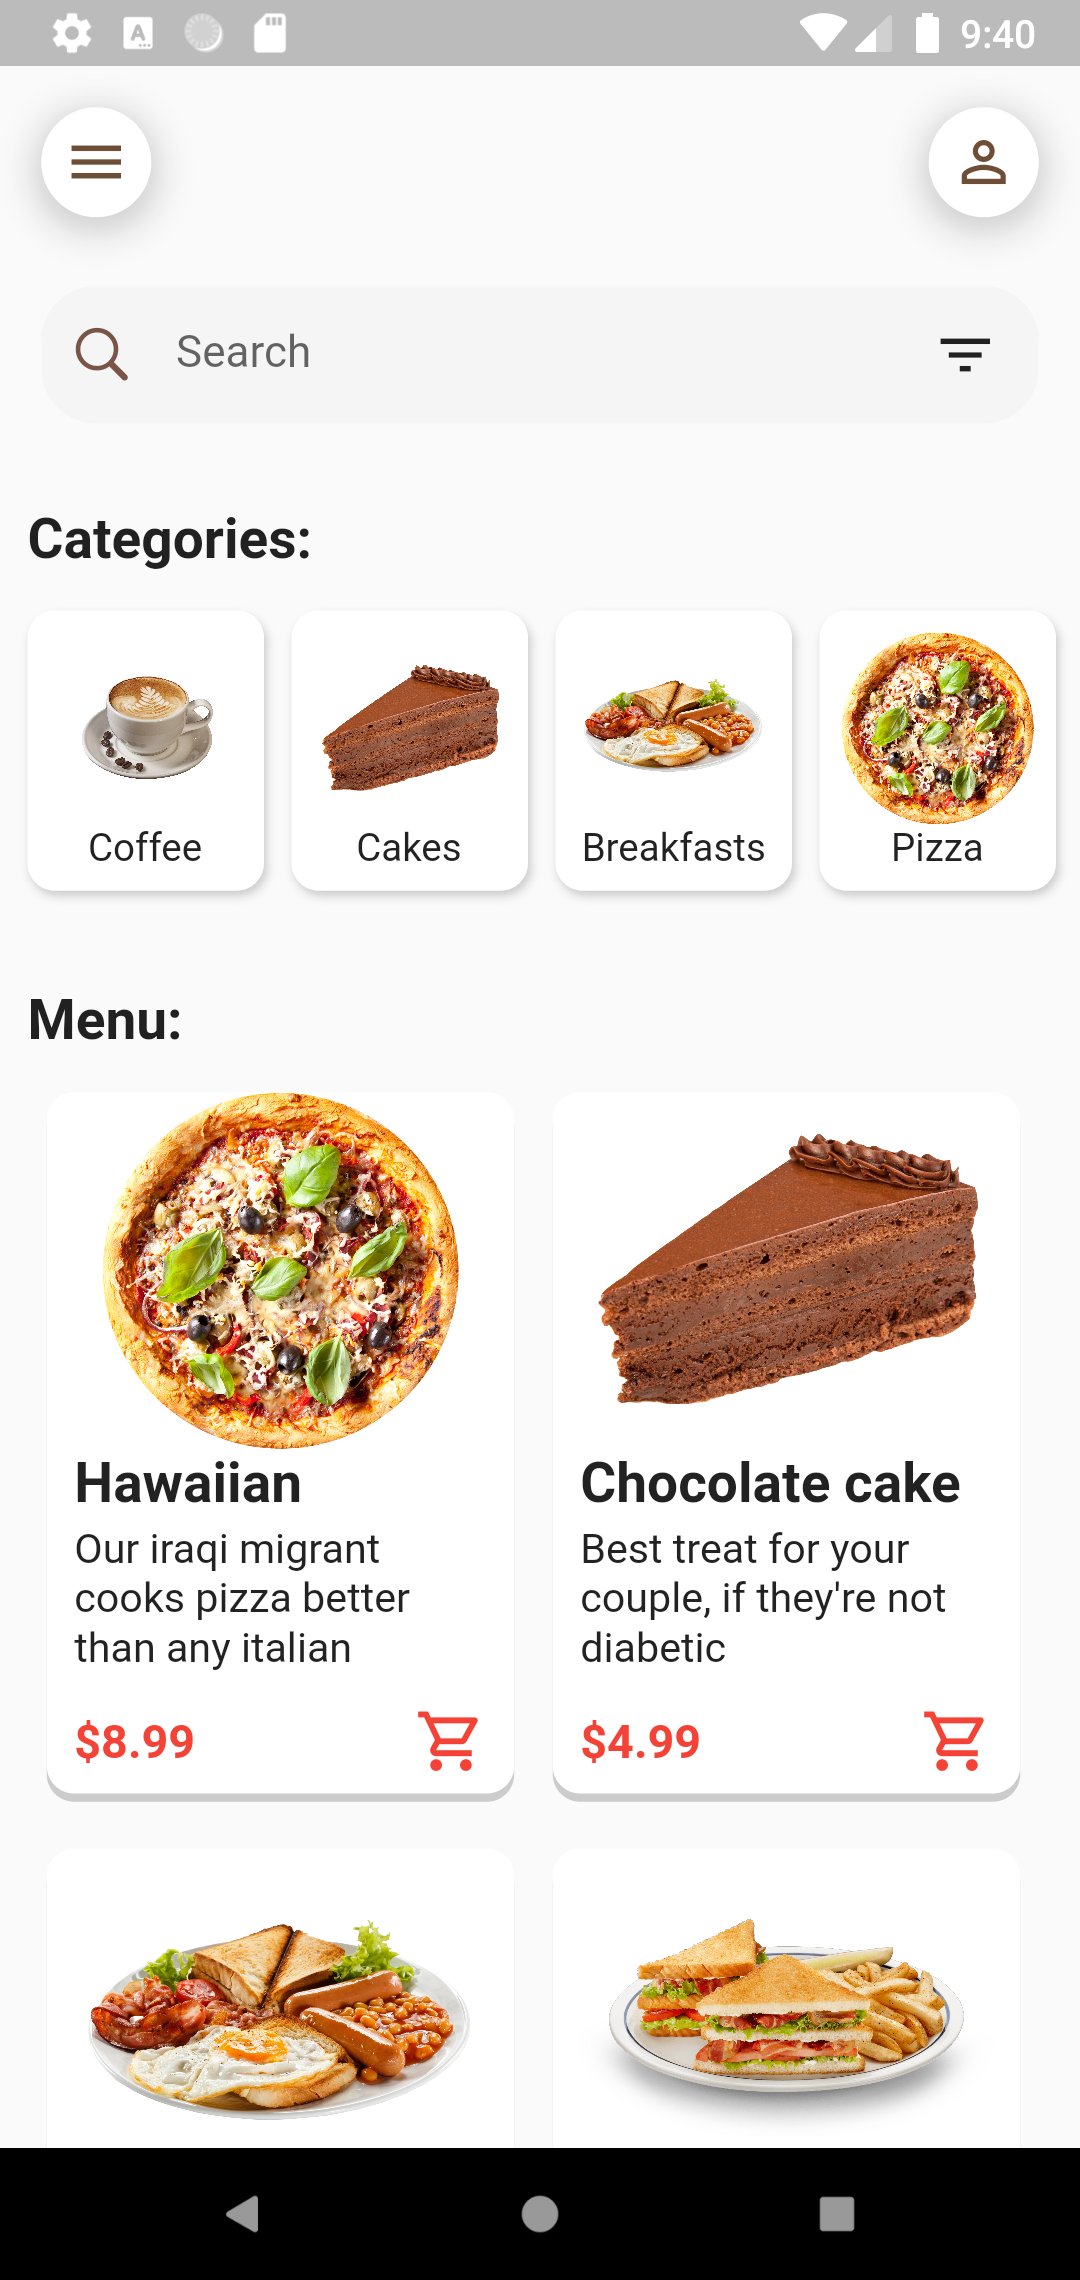 9:40
Search
Categories:
Coffee
Cakes
Breakfasts
Pizza
Menu:
Hawaiian
Our iraqi migrant
cooks pizza better
than any italian
$8.99
Chocolate cake
Best treat for your
couple, if they're not
diabetic
$4.99